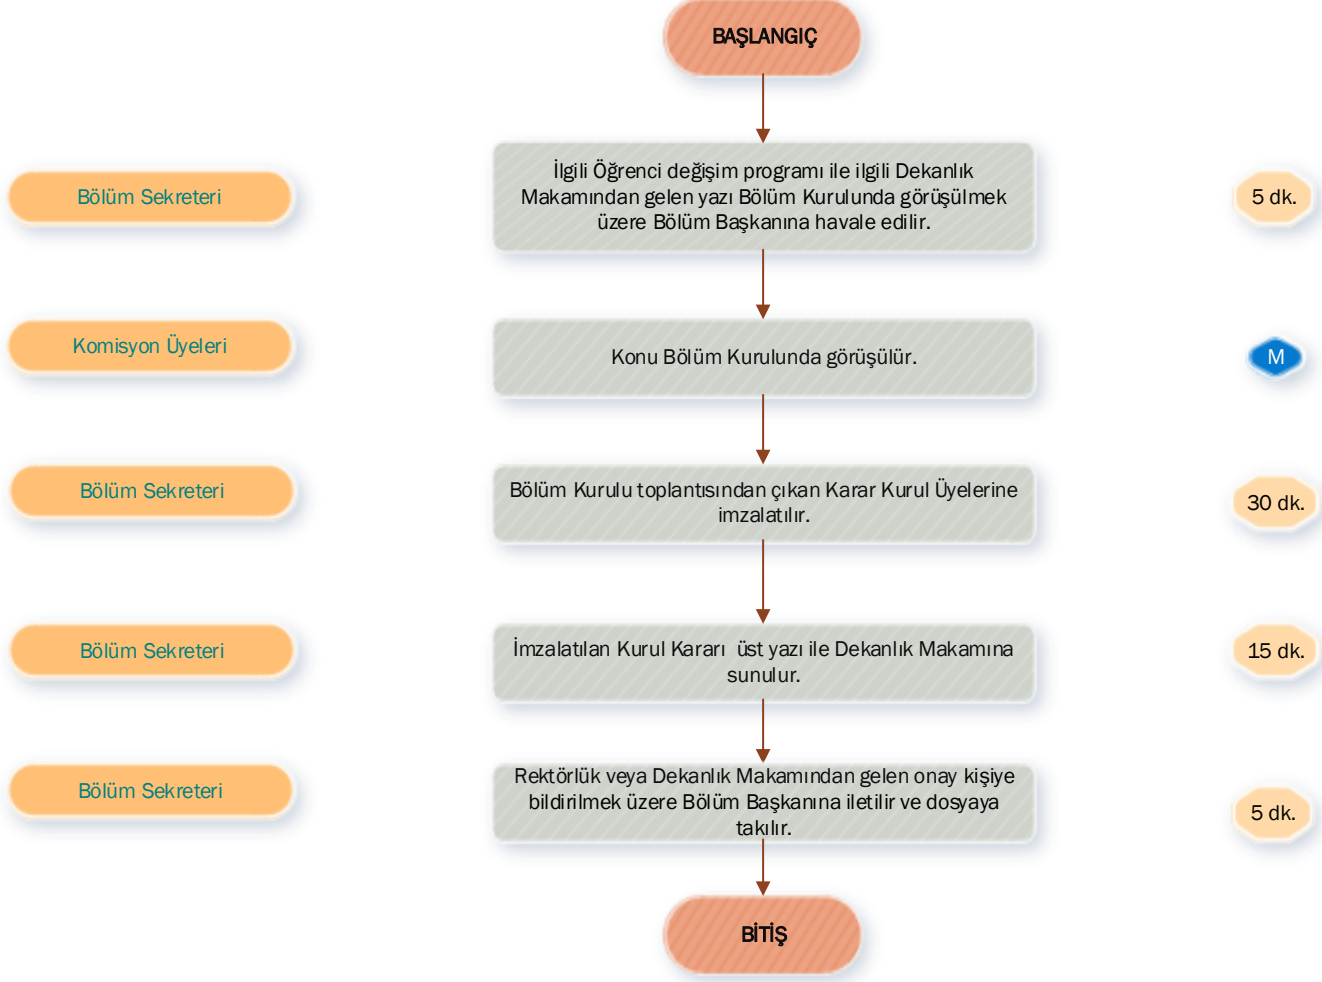 BAŞLANGIÇ
Bölüm Sekreteri
İlgili Öğrenci değişim programı ile ilgili Dekanlık
Makamından gelen yazı Bölüm Kurulunda görüşülmek
üzere Bölüm Başkanına havale edilir.
5 dk.
Komisyon Üyeleri
Konu Bölüm Kurulunda görüşülür.
M
Bölüm Sekreteri
Bölüm Kurulu toplantısından çıkan Karar Kurul Üyelerine
imzalatılır.
30 dk.
Bölüm Sekreteri
İmzalatılan Kurul Kararı  üst yazı ile Dekanlık Makamına
sunulur.
15 dk.
Bölüm Sekreteri
Rektörlük veya Dekanlık Makamından gelen onay kişiye
bildirilmek üzere Bölüm Başkanına iletilir ve dosyaya
takılır.
5 dk.
BİTİŞ